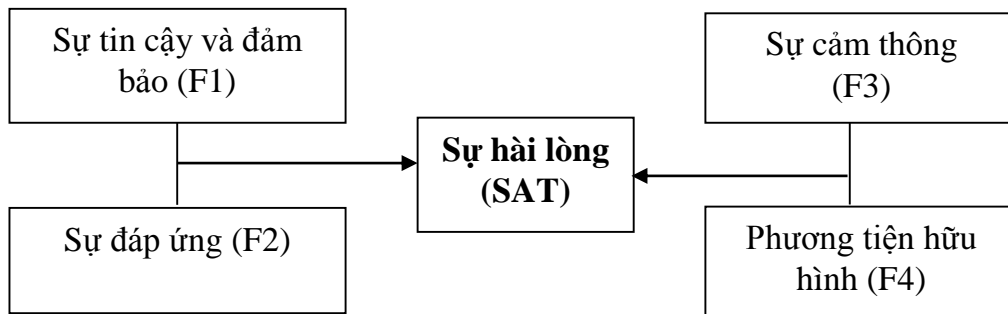 Sự tin cậy và đảm
bảo (F1)
Sự cảm thông
(F3)
Sự hài lòng
(SAT)
Sự đáp ứng (F2)
Phương tiện hữu
hình (F4)